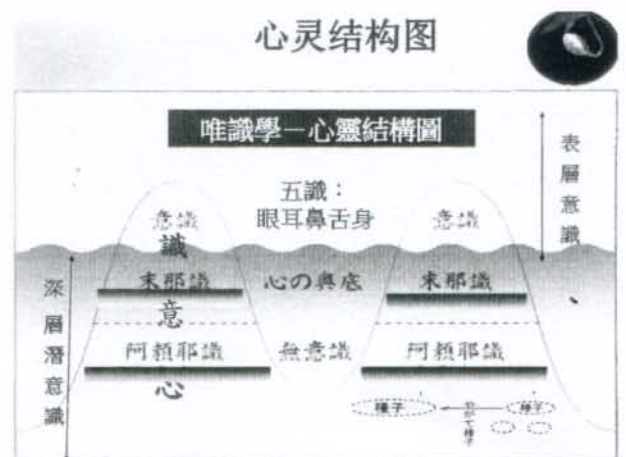 心灵结构图
唯識學－心靈結構圖
表層意識
五識：
眼耳鼻舌身
意識
意識
識
末那識
心の奥底
末那識
意
深層潛意識
阿賴耶識
無意識
阿賴耶識
心
種子
種子